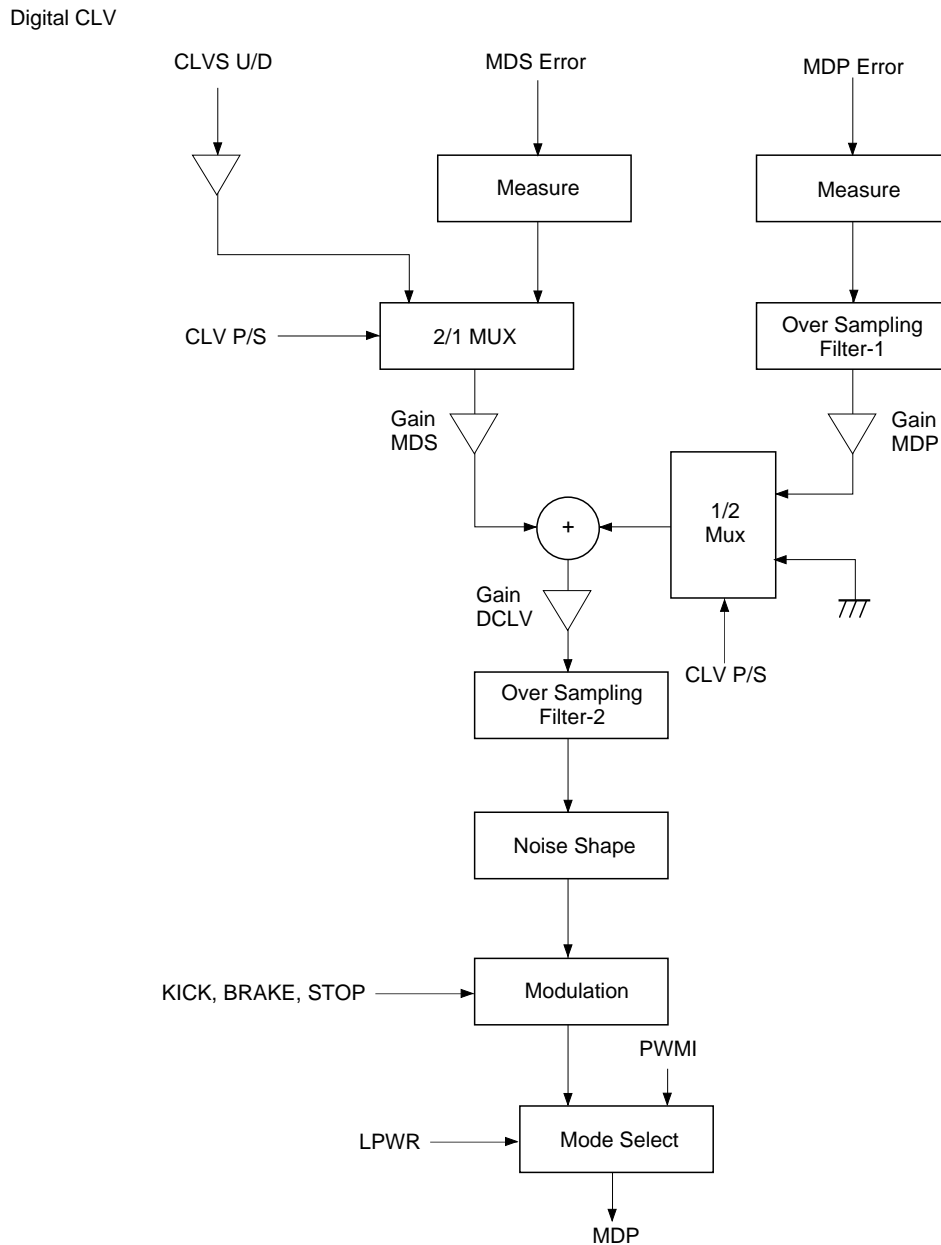 Digital CLV
CLVS U/D
MDS Error
MDP Error
Measure
Measure
CLV P/S
2/1 MUX
Over Sampling
Filter-1
Gain
MDS
Gain
MDP
1/2
Mux
+
Gain
DCLV
CLV P/S
Over Sampling
Filter-2
Noise Shape
KICK, BRAKE, STOP
Modulation
PWMI
LPWR
Mode Select
MDP